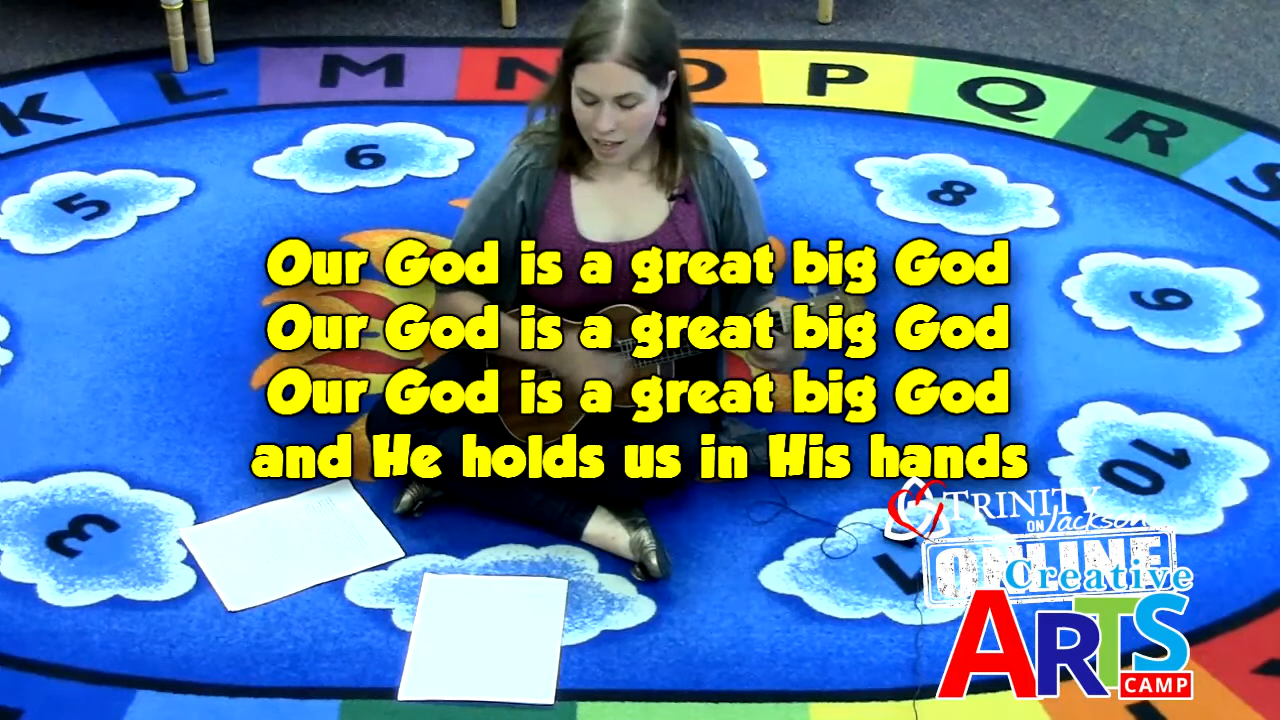 K L M N O P Q R S
5 6 8
Our God is a great big God
Our God is a great big God
9
Our God is a great big God
and He holds us in His hands
10
3
TRINITY
ON Jackson
ONLINE
Creative
ARTS
CAMP